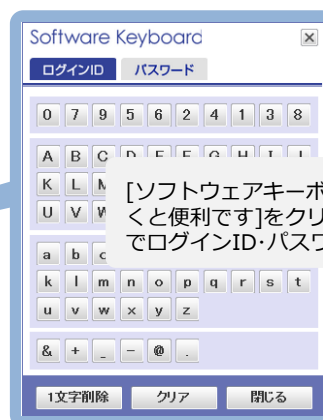 Software Keyboard
ログインID パスワード
0 7 9 5 6 2 4 1 3 8
A B C D E F G H I J
K L M
[ソフトウェアキーボ
U V W
くと便利です]をクリ
でログインID･パスワ
a b c
k l m n o p q r s t
u v w x y z
& + _ - @ .
1文字削除 クリア 閉じる